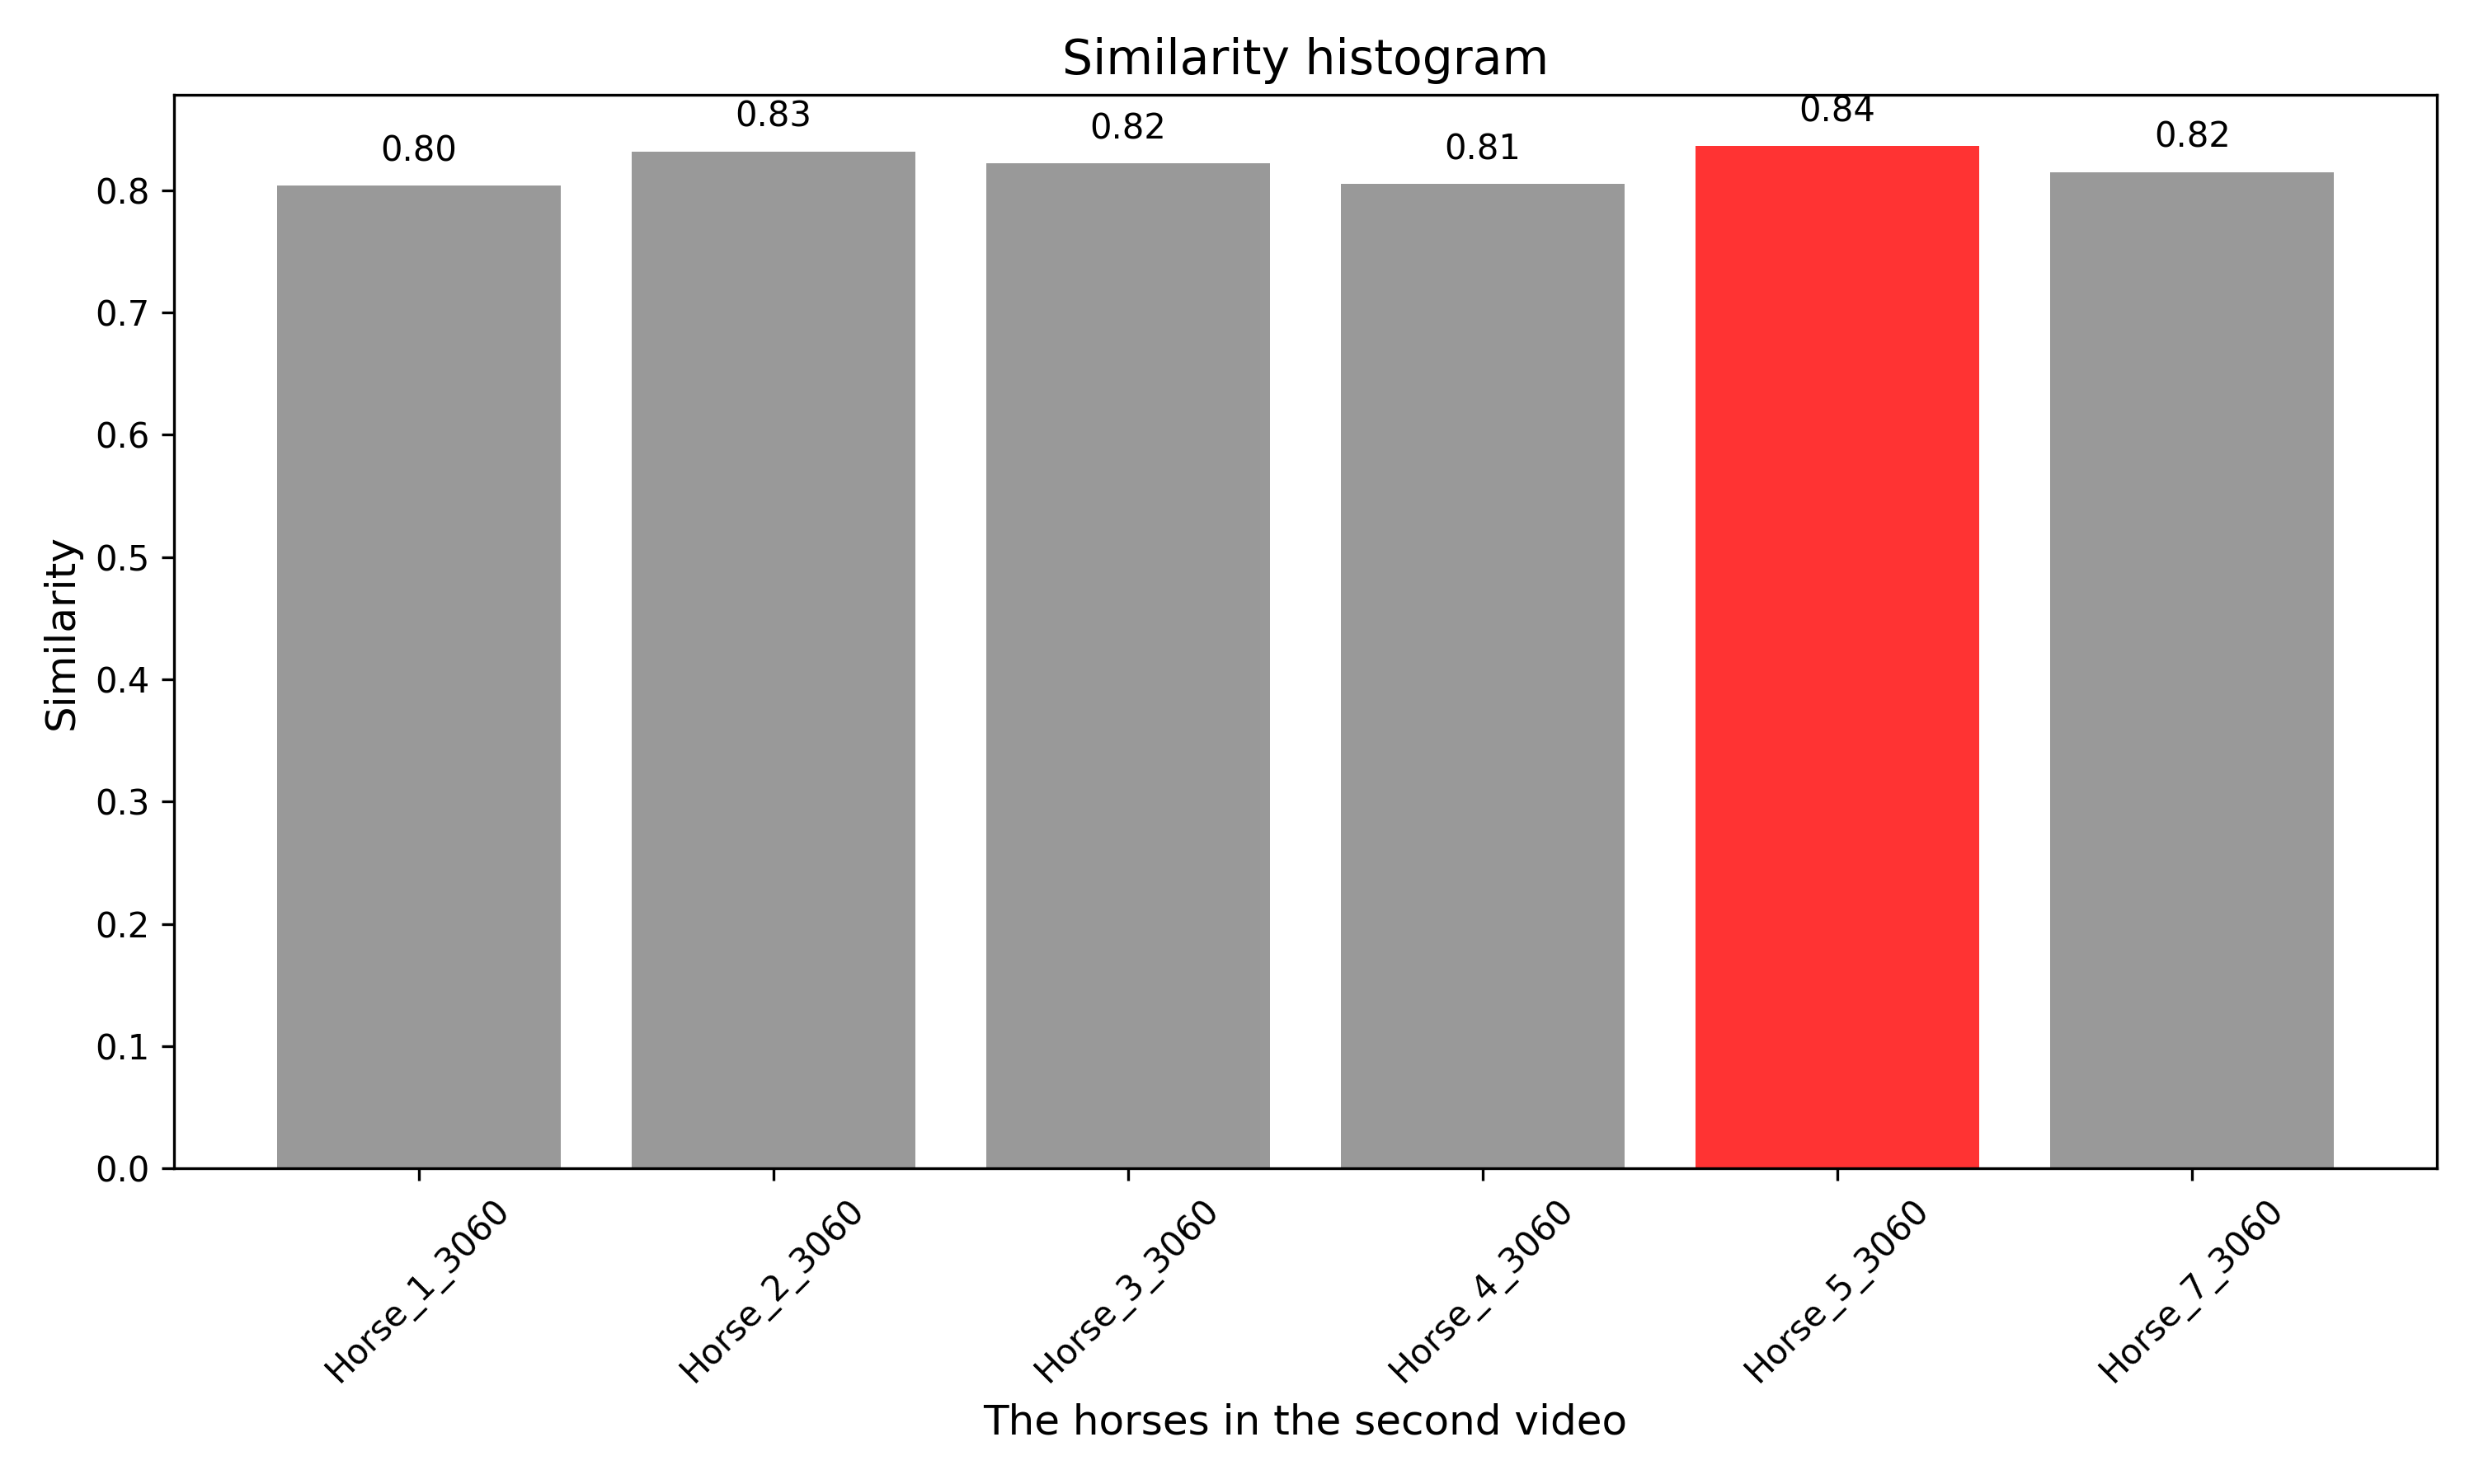 Similarity histogram
0.80
0.83
0.82
0.81
0.84
0.82
Similarity
0.8
0.7
0.6
0.5
0.4
0.3
0.2
0.1
0.0
Horse_1_3060
Horse_2_3060
Horse_3_3060
Horse_4_3060
Horse_5_3060
Horse_7_3060
The horses in the second video